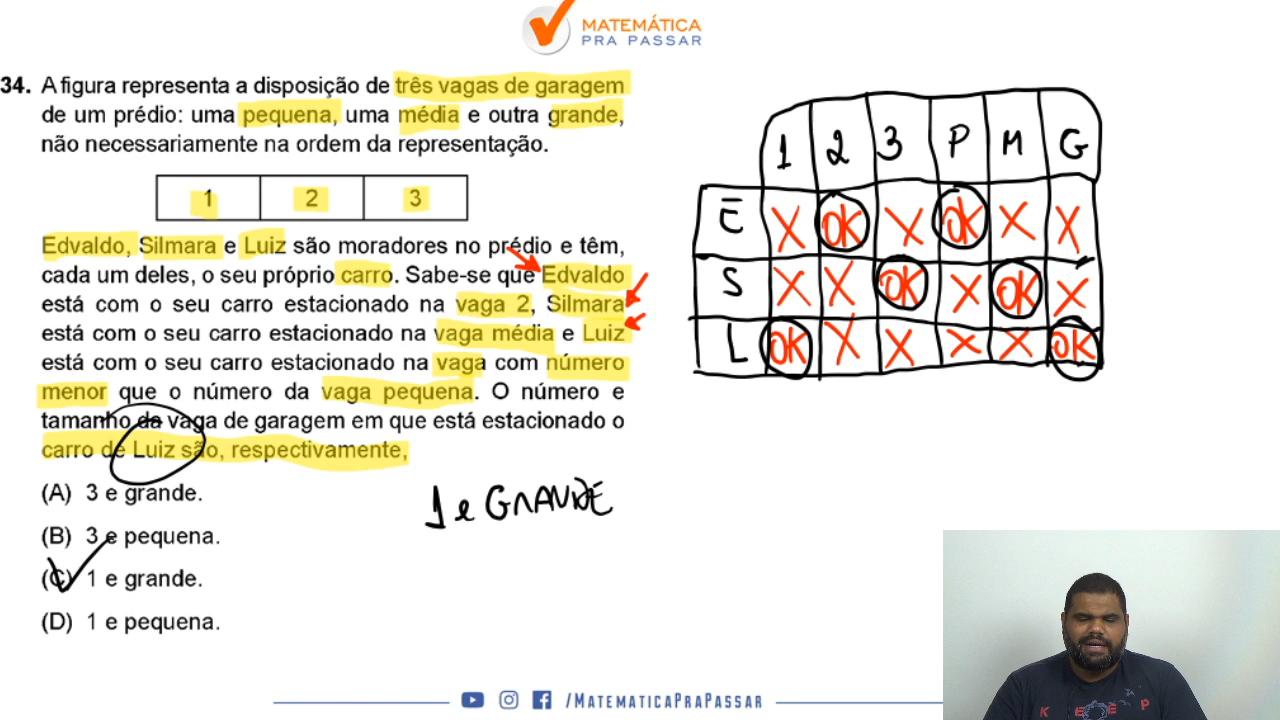 MATEMÁTICA
PRA PASSAR
34. A figura representa a disposição de três vagas de garagem
de um prédio: uma pequena, uma média e outra grande,
não necessariamente na ordem da representação.
1 2 3
Edvaldo, Silmara e Luiz são moradores no prédio e têm,
cada um deles, o seu próprio carro. Sabe-se que Edvaldo
está com o seu carro estacionado na vaga 2, Silmara
está com o seu carro estacionado na vaga média e Luiz
está com o seu carro estacionado na vaga com número
menor que o número da vaga pequena. O número e
tamanho da vaga de garagem em que está estacionado o
carro de Luiz são, respectivamente,
(A) 3 e grande.
(B) 3 e pequena.
(C) 1 e grande.
(D) 1 e pequena.
1 e GRANDE
1 2 3 P M G
E X OK X OK X X
S X X OK X OK X
L OK X X X X OK
/MATEMATICAPRAPASSAR
K E E P